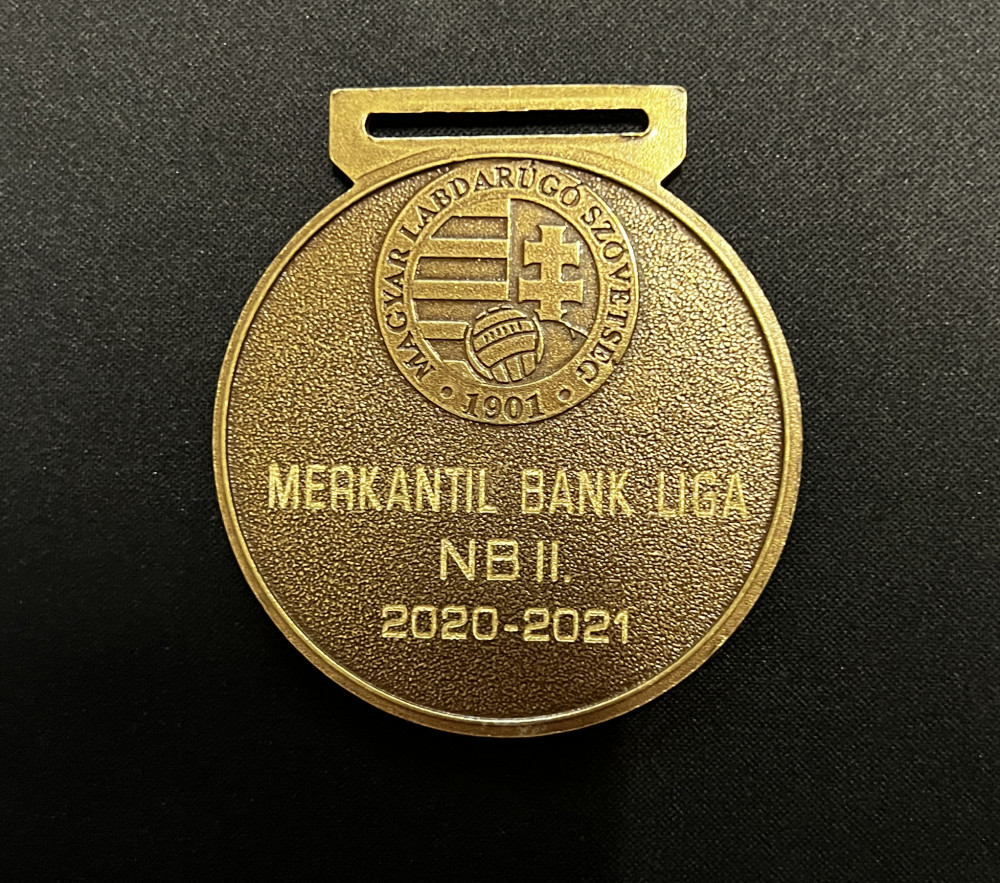 MAGYAR LABDARÚGÓ SZÖVETSÉG
• 1901 •
MERKANTIL BANK LIGA
NB II.
2020-2021